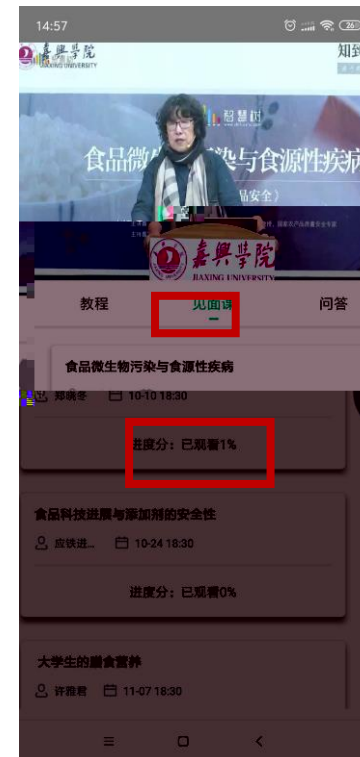 14:57
26
嘉興學院
JIAXING UNIVERSITY
知到
智慧树
食品微
染与食源性疾病
品安全）
嘉興學院
JIAXING UNIVERSITY
教程
见面课
问答
食品微生物污染与食源性疾病
10-10 18:30
进度分：已观看1%
食品科技进展与添加剂的安全性
应铁进...
10-24 18:30
进度分：已观看0%
大学生的膳食营养
许雅君
11-07 18:30